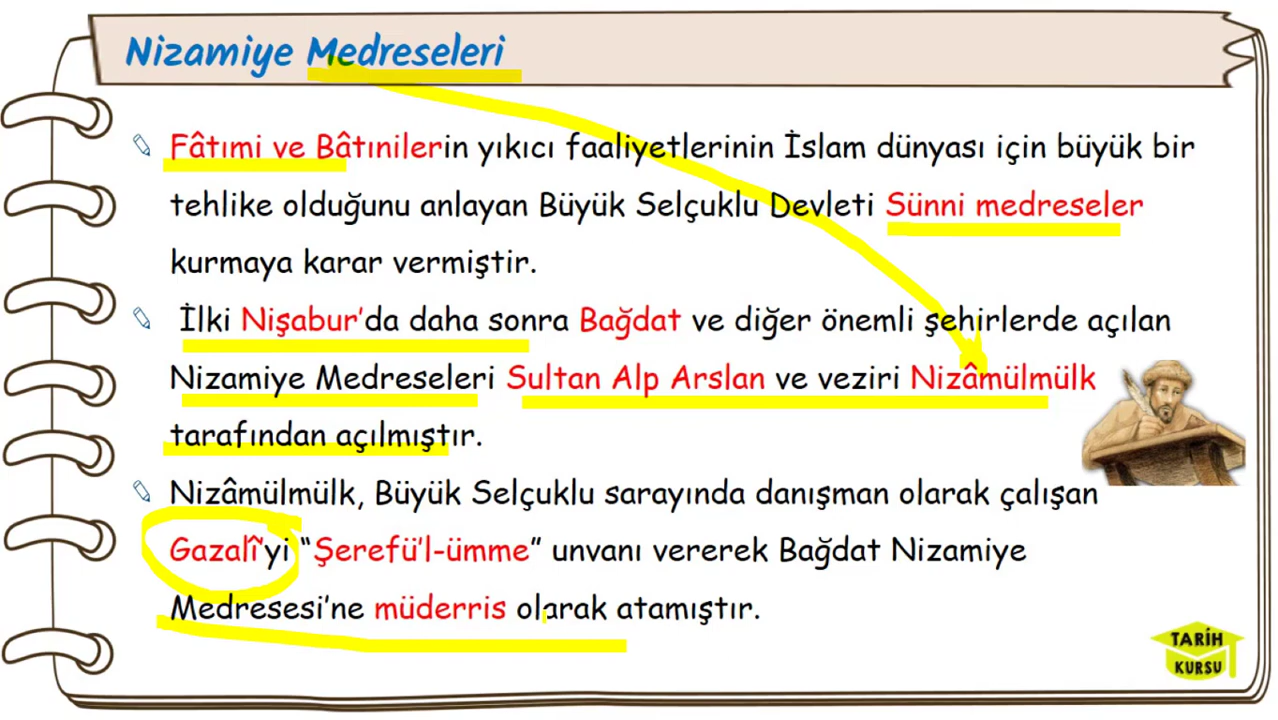 Nizamiye Medreseleri
Fâtımi ve Bâtınilerin yıkıcı faaliyetlerinin İslam dünyası için büyük bir
tehlike olduğunu anlayan Büyük Selçuklu Devleti Sünni medreseler
kurmaya karar vermiştir.
İlki Nişabur'da daha sonra Bağdat ve diğer önemli şehirlerde açılan
Nizamiye Medreseleri Sultan Alp Arslan ve veziri Nizâmülmülk
tarafından açılmıştır.
Nizâmülmülk, Büyük Selçuklu sarayında danışman olarak çalışan
Gazalî'yi “Şerefü'l-ümme” unvanı vererek Bağdat Nizamiye
Medresesi'ne müderris olarak atamıştır.
TARİH
KURSU